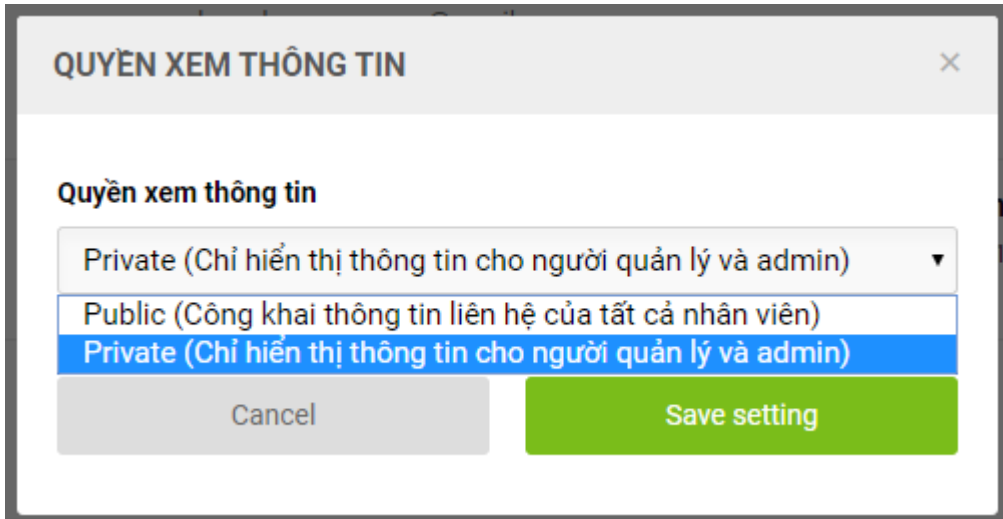 QUYỀN XEM THÔNG TIN
×
Quyền xem thông tin
Private (Chỉ hiển thị thông tin cho người quản lý và admin)
Public (Công khai thông tin liên hệ của tất cả nhân viên)
Private (Chỉ hiển thị thông tin cho người quản lý và admin)
Cancel Save setting